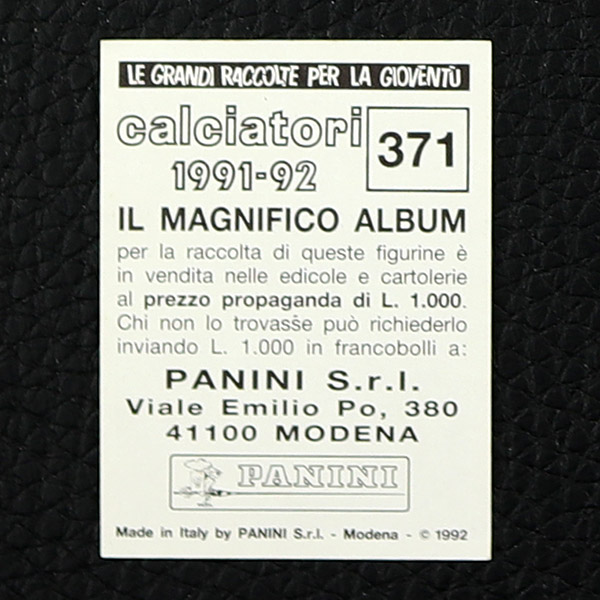 LE GRANDI RACCOLTE PER LA GIOVENTÙ
calciatori
1991-92
371
IL MAGNIFICO ALBUM
per la raccolta di queste figurine è
in vendita nelle edicole e cartolerie
al prezzo propaganda di L. 1.000.
Chi non lo trovasse può richiederlo
inviando L. 1.000 in francobolli a:
PANINI S.r.l.
Viale Emilio Po, 380
41100 MODENA
PANINI
Made in Italy by PANINI S.r.l. - Modena - © 1992